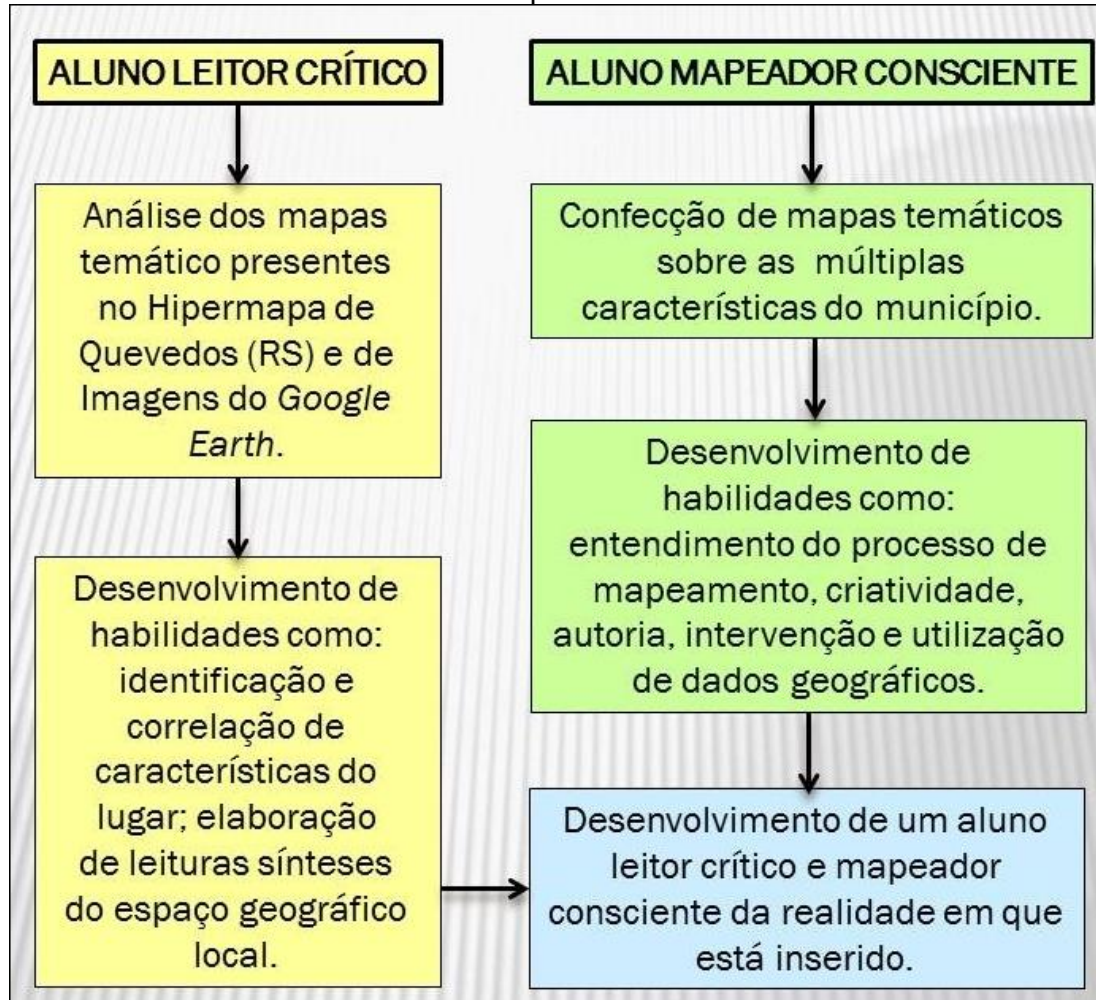 ALUNO LEITOR CRÍTICO
Análise dos mapas
temático presentes
no Hipermapa de
Quevedos (RS) e de
Imagens do Google
Earth.
Desenvolvimento de
habilidades como:
identificação e
correlação de
características do
lugar; elaboração
de leituras sínteses
do espaço geográfico
local.
ALUNO MAPEADOR CONSCIENTE
Confecção de mapas temáticos
sobre as múltiplas
características do município.
Desenvolvimento de
habilidades como:
entendimento do processo de
mapeamento, criatividade,
autoria, intervenção e utilização
de dados geográficos.
Desenvolvimento de um aluno
leitor crítico e mapeador
consciente da realidade em que
está inserido.